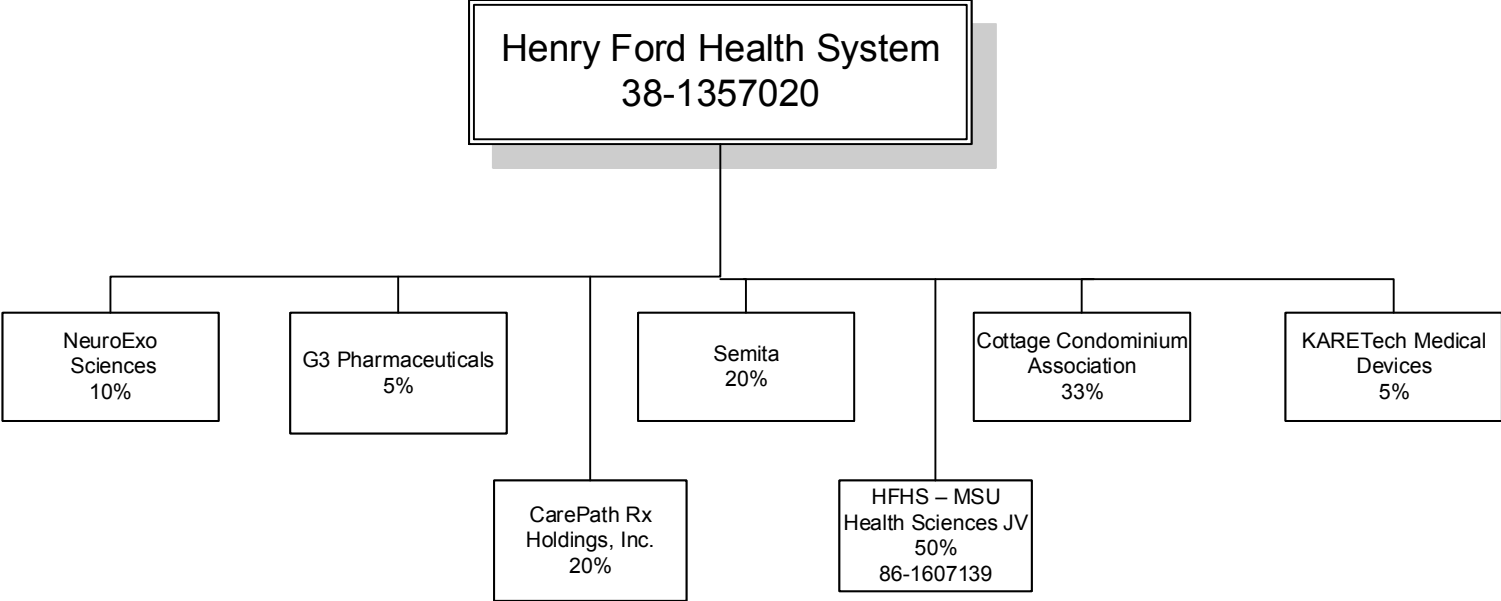 Henry Ford Health System
38-1357020
NeuroExo
Sciences
10%
G3 Pharmaceuticals
5%
Semita
20%
Cottage Condominium
Association
33%
KARETech Medical
Devices
5%
CarePath Rx
Holdings, Inc.
20%
HFHS – MSU
Health Sciences JV
50%
86-1607139